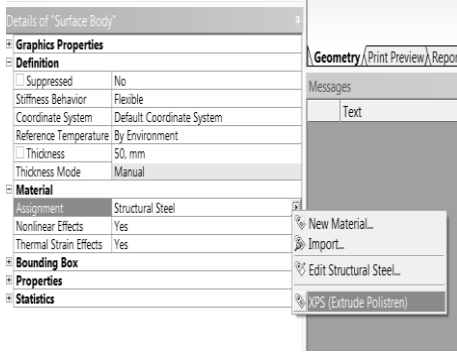 Details of "Surface Body"
Graphics Properties
Definition
Suppressed No
Stiffness Behavior Flexible
Coordinate System Default Coordinate System
Reference Temperature By Environment
Thickness 50, mm
Thickness Mode Manual
Material
Assignment Structural Steel
Nonlinear Effects Yes
Thermal Strain Effects Yes
Bounding Box
Properties
Statistics
Geometry Print Preview Repor
Messages
Text
New Material...
Import...
Edit Structural Steel...
XPS (Extrude Polistren)